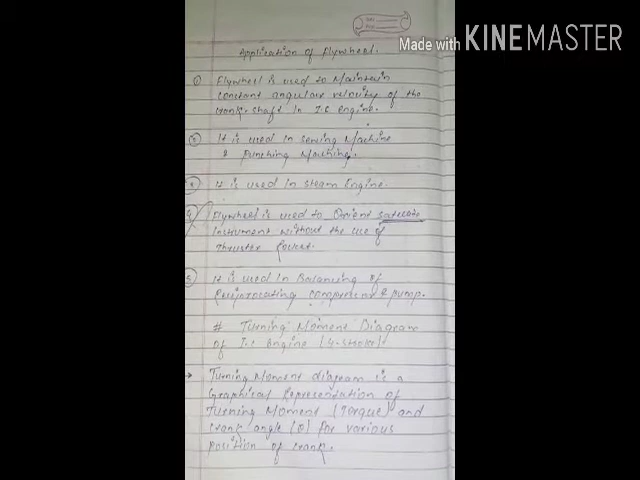 Made with KINEMASTER
Application of Flywheel.
① Flywheel is used to Maintain
constant angular velocity of the
crank-shaft in I.C engine.
② It is used in sewing Machine
& Punching Machine.
③ It is used in steam Engine.
④ Flywheel is used to Orient satellite
instrument without the use of
thruster forces.
⑤ It is used in Balancing of
Reciprocating & pump.
# Turning Moment Diagram
of I.C engine (4-stroke):
→ Turning Moment diagram is a
Graphical Representation of
Turning Moment (Torque) and
crank angle (θ) for various
position of crank.